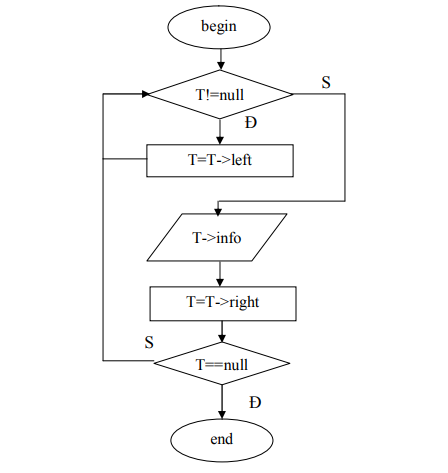 begin
T!=null
S
Đ
T=T->left
T->info
T=T->right
S
T==null
Đ
end